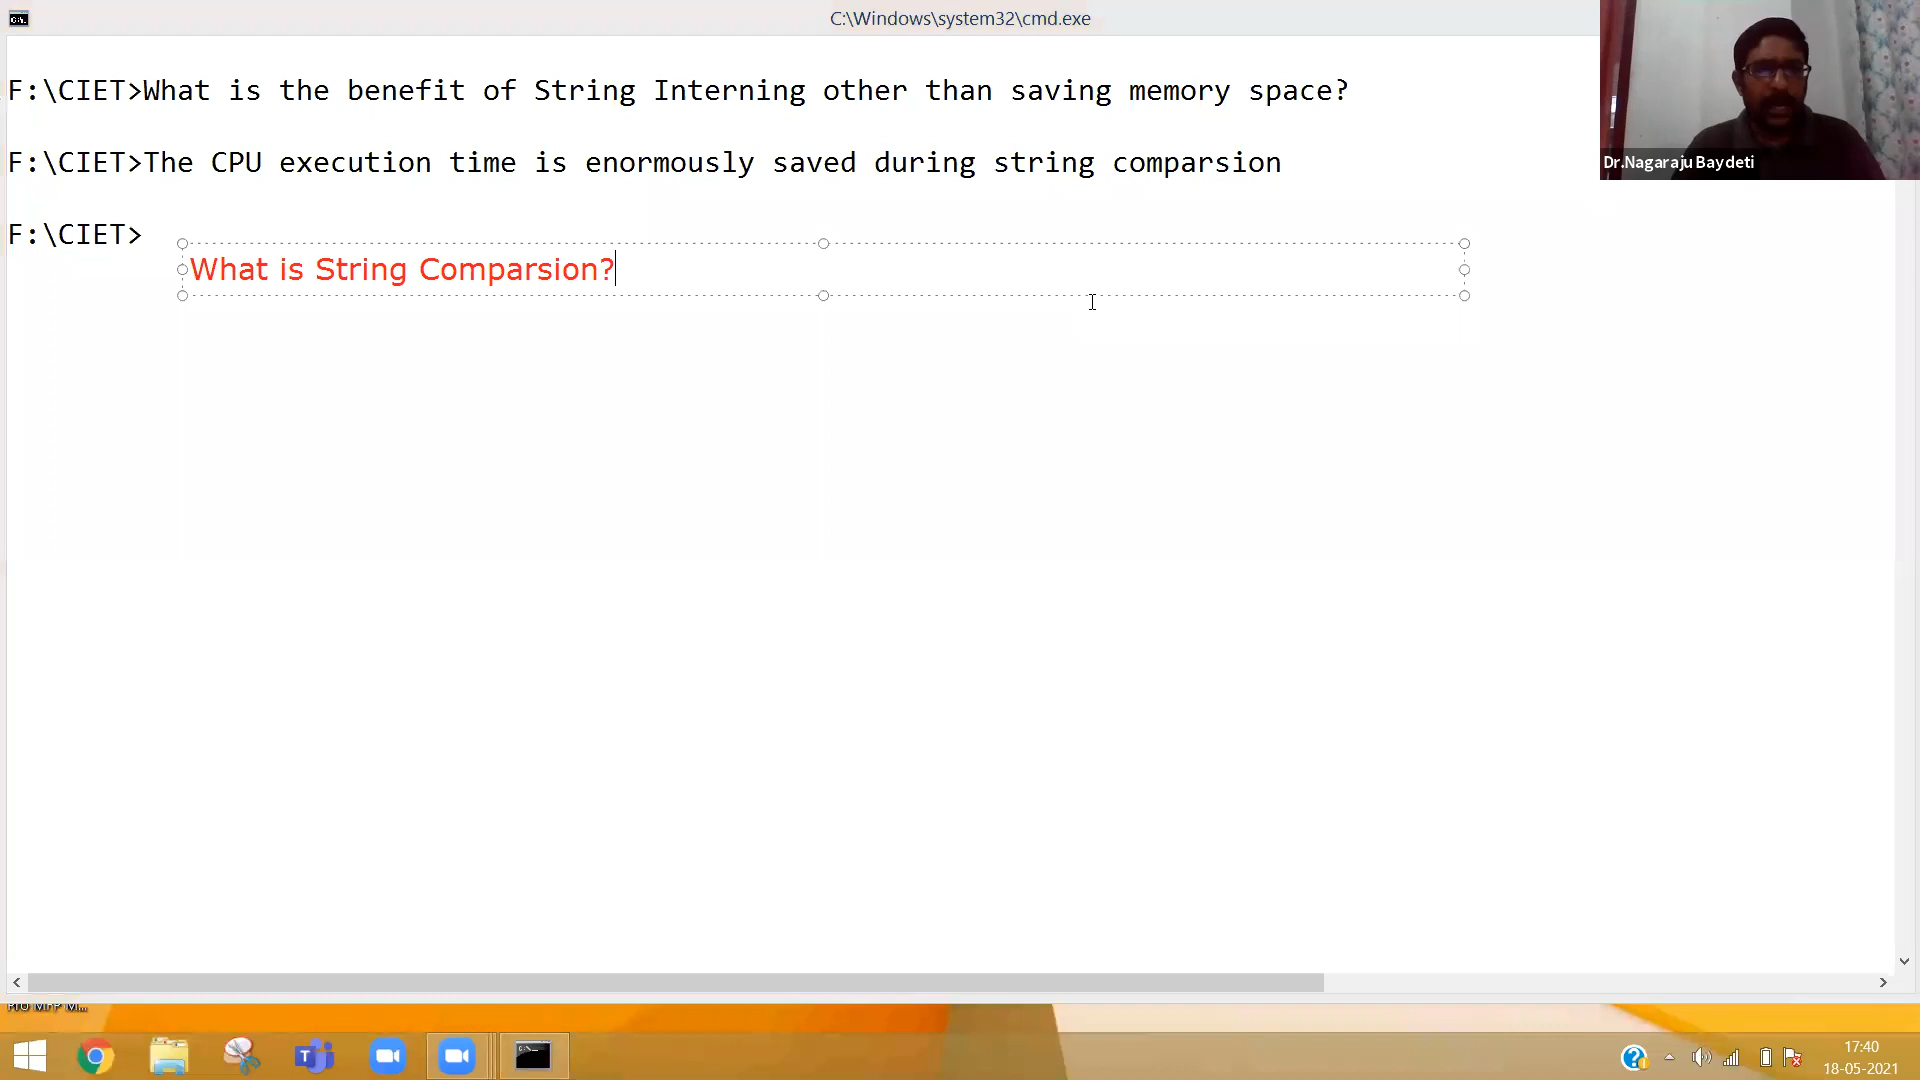 C:\Windows\system32\cmd.exe
F:\CIET>What is the benefit of String Interning other than saving memory space?
F:\CIET>The CPU execution time is enormously saved during string comparsion
Dr.Nagaraju Baydeti
F:\CIET>
What is String Comparsion?
17:40
18-05-2021